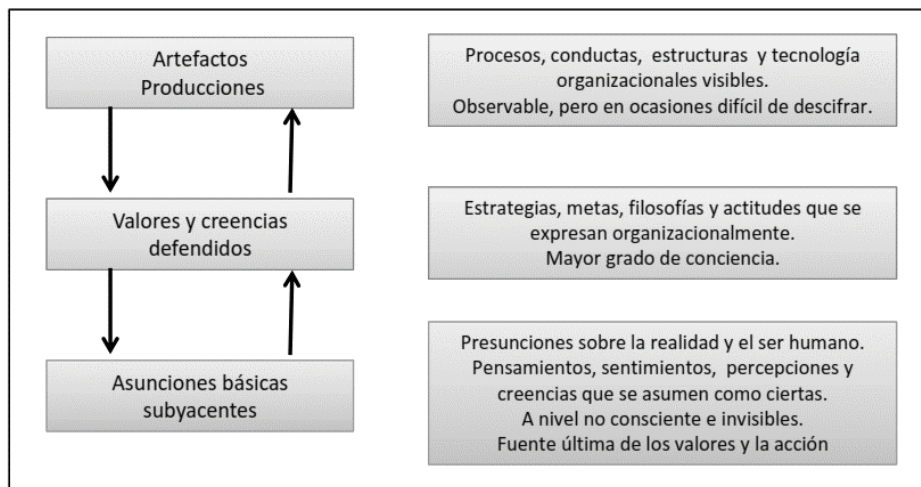 Artefactos
Producciones
Procesos, conductas, estructuras y tecnología
organizacionales visibles.
Observable, pero en ocasiones difícil de descifrar.
Valores y creencias
defendidos
Estrategias, metas, filosofías y actitudes que se
expresan organizacionalmente.
Mayor grado de conciencia.
Asunciones básicas
subyacentes
Presunciones sobre la realidad y el ser humano.
Pensamientos, sentimientos, percepciones y
creencias que se asumen como ciertas.
A nivel no consciente e invisibles.
Fuente última de los valores y la acción